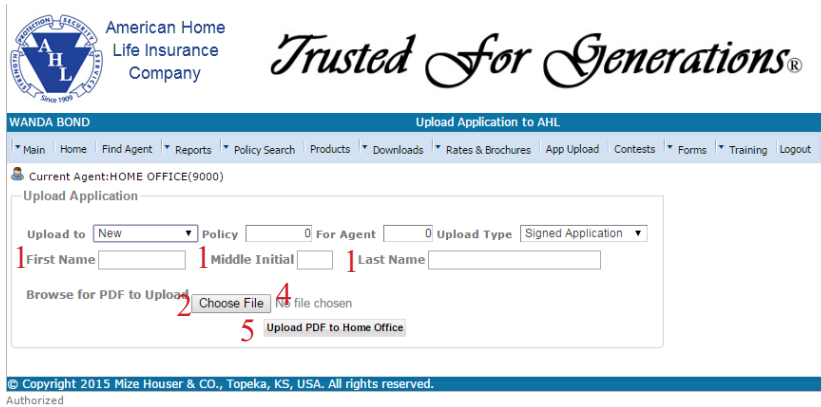 PROTECTION SECURITY
STRENGTH SERVICES
AHL
Since 1909
American Home
Life Insurance
Company
Trusted For Generations®
WANDA BOND Upload Application to AHL
Main Home Find Agent Reports Policy Search Products Downloads Rates & Brochures App Upload Contests Forms Training Logout
Current Agent:HOME OFFICE(9000)
Upload Application
Upload to New Policy 0 For Agent 0 Upload Type Signed Application
1 First Name 1 Middle Initial 1 Last Name
Browse for PDF to Upload 2 Choose File 4 No file chosen
5 Upload PDF to Home Office
© Copyright 2015 Mize Houser & CO., Topeka, KS, USA. All rights reserved.
Authorized